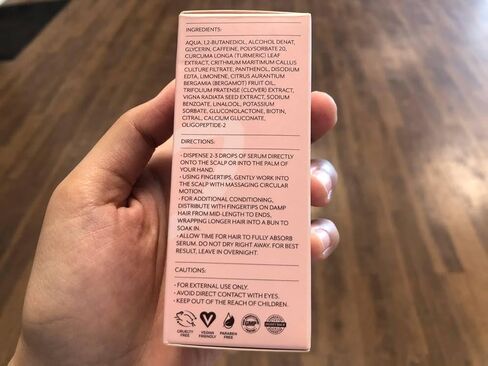 INGREDIENTS:
AQUA, 1,2-BUTANEDIOL, ALCOHOL DENAT,
GLYCERIN, CAFFEINE, POLYSORBATE 20,
CURCUMA LONGA (TURMERIC) LEAF
EXTRACT, CRITHMUM MARITIMUM CALLUS
CULTURE FILTRATE, PANTHENOL, DISODIUM
EDTA, LIMONENE, CITRUS AURANTIUM
BERGAMIA (BERGAMOT) FRUIT OIL,
TRIFOLIUM PRATENSE (CLOVER) EXTRACT,
VIGNA RADIATA SEED EXTRACT, SODIUM
BENZOATE, LINALOOL, POTASSIUM
SORBATE, GLUCONOLACTONE, BIOTIN,
CITRAL, CALCIUM GLUCONATE,
OLIGOPEPTIDE-2
DIRECTIONS:
• DISPENSE 2-3 DROPS OF SERUM DIRECTLY
ONTO THE SCALP OR INTO THE PALM OF
YOUR HAND.
• USING FINGERTIPS, GENTLY WORK INTO
THE SCALP WITH MASSAGING CIRCULAR
MOTION.
• FOR ADDITIONAL CONDITIONING,
DISTRIBUTE WITH FINGERTIPS ON DAMP
HAIR FROM MID-LENGTH TO ENDS,
WRAPPING LONGER HAIR INTO A BUN TO
SOAK IN.
• ALLOW TIME FOR HAIR TO FULLY ABSORB
SERUM. DO NOT DRY RIGHT AWAY. FOR BEST
RESULT, LEAVE IN OVERNIGHT.
CAUTIONS:
• FOR EXTERNAL USE ONLY.
• AVOID DIRECT CONTACT WITH EYES.
• KEEP OUT OF THE REACH OF CHILDREN.
GMP
CRUELTY FREE
VEGAN FRIENDLY
PARABEN FREE